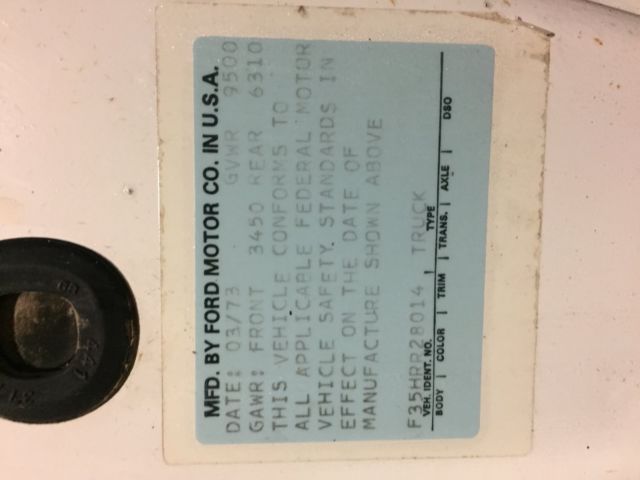 MFD. BY FORD MOTOR CO. IN U.S.A.
DATE: 03/73 GVWR 9500
GAWR: FRONT 3450 REAR 6310
THIS VEHICLE CONFORMS TO
ALL APPLICABLE FEDERAL MOTOR
VEHICLE SAFETY STANDARDS IN
EFFECT ON THE DATE OF
MANUFACTURE SHOWN ABOVE
F35HRR28014 TRUCK
VEH. IDENT. NO. TYPE
BODY | COLOR | TRIM | TRANS. | AXLE | DSO